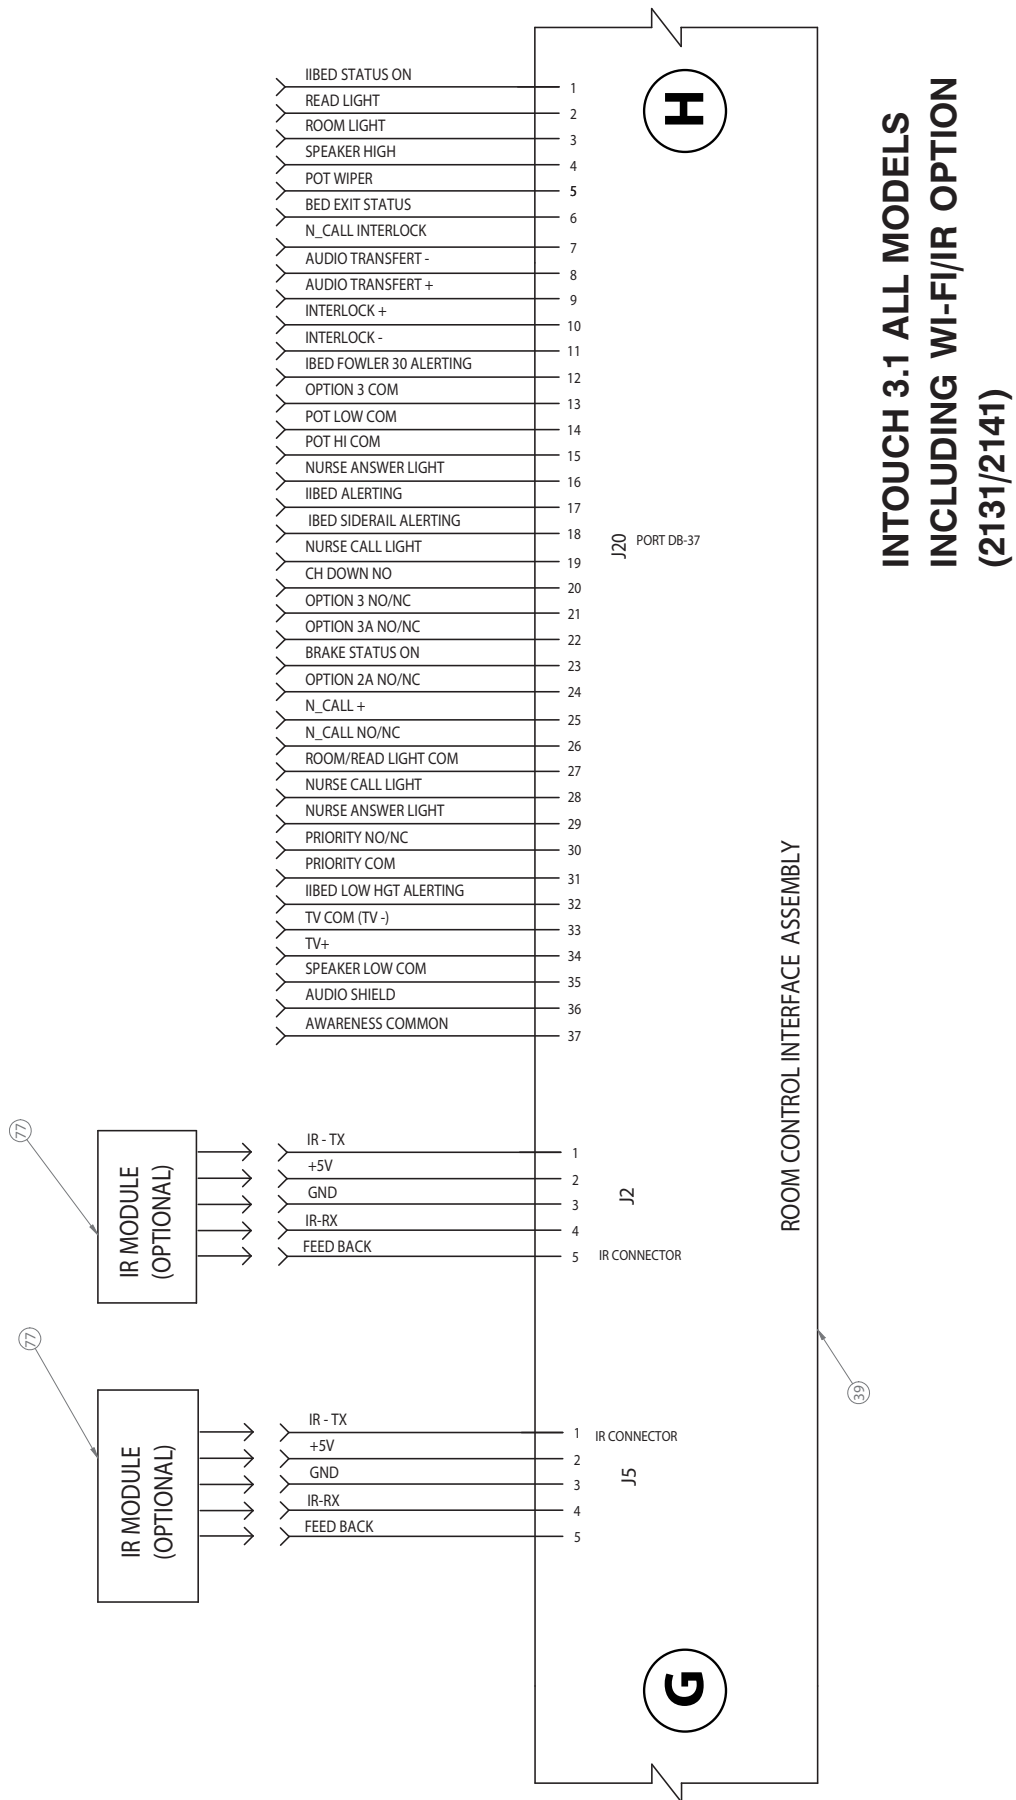 IIBED STATUS ON
1
READ LIGHT
2
ROOM LIGHT
3
SPEAKER HIGH
4
POT WIPER
5
BED EXIT STATUS
6
N_CALL INTERLOCK
7
AUDIO TRANSFERT -
8
AUDIO TRANSFERT +
9
INTERLOCK +
10
INTERLOCK -
11
IBED FOWLER 30 ALERTING
12
OPTION 3 COM
13
POT LOW COM
14
POT HI COM
15
NURSE ANSWER LIGHT
16
IIBED ALERTING
17
IBED SIDERAIL ALERTING
18
NURSE CALL LIGHT
19
CH DOWN NO
20
OPTION 3 NO/NC
21
OPTION 3A NO/NC
22
BRAKE STATUS ON
23
OPTION 2A NO/NC
24
N_CALL +
25
N_CALL NO/NC
26
ROOM/READ LIGHT COM
27
NURSE CALL LIGHT
28
NURSE ANSWER LIGHT
29
PRIORITY NO/NC
30
PRIORITY COM
31
IIBED LOW HGT ALERTING
32
TV COM (TV -)
33
TV+
34
SPEAKER LOW COM
35
AUDIO SHIELD
36
AWARENESS COMMON
37
J20
PORT DB-37
H
INTOUCH 3.1 ALL MODELS
INCLUDING WI-FI/IR OPTION
(2131/2141)
ROOM CONTROL INTERFACE ASSEMBLY
77
IR MODULE
(OPTIONAL)
IR - TX
1
+5V
2
GND
3
IR-RX
4
FEED BACK
5
J2
IR CONNECTOR
77
IR MODULE
(OPTIONAL)
IR - TX
1
+5V
2
GND
3
IR-RX
4
FEED BACK
5
IR CONNECTOR
J5
39
G